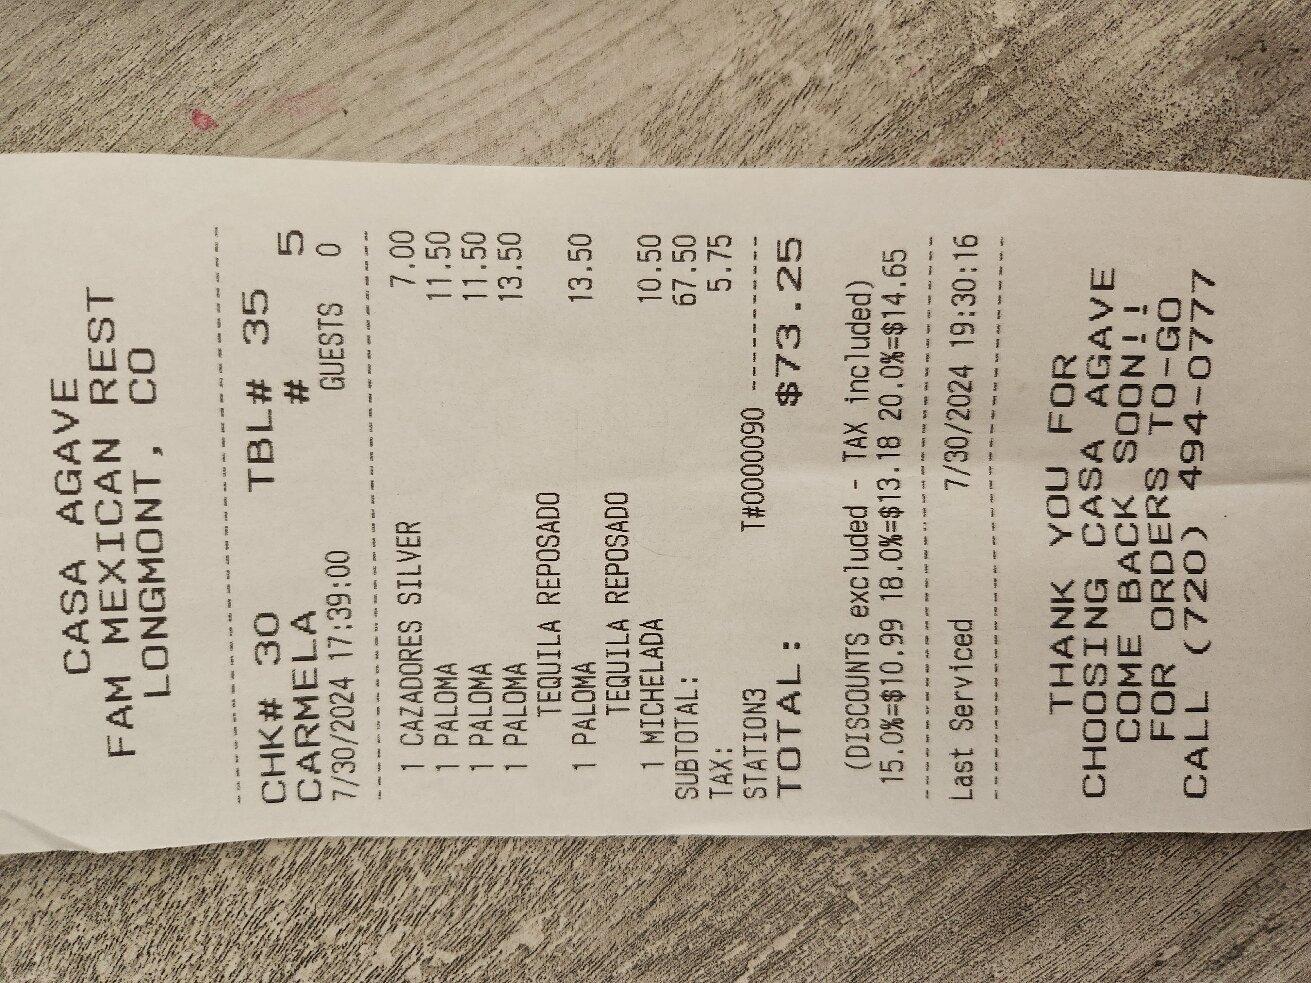 CASA AGAVE
FAM MEXICAN REST
LONGMONT, CO
--------------------------------
CHK# 30 TBL# 35
CARMELA # 5
7/30/2024 17:39:00 GUESTS 0
--------------------------------
1 CAZADORES SILVER 7.00
1 PALOMA 11.50
1 PALOMA 11.50
1 PALOMA 13.50
TEQUILA REPOSADO
1 PALOMA 13.50
TEQUILA REPOSADO
1 MICHELADA 10.50
SUBTOTAL: 67.50
TAX: 5.75
STATION3 T#0000090 ----------
TOTAL: $73.25
(DISCOUNTS excluded - TAX included)
15.0%=$10.99 18.0%=$13.18 20.0%=$14.65
--------------------------------
Last Serviced 7/30/2024 19:30:16
--------------------------------
THANK YOU FOR
CHOOSING CASA AGAVE
COME BACK SOON!!
FOR ORDERS TO-GO
CALL (720) 494-0777